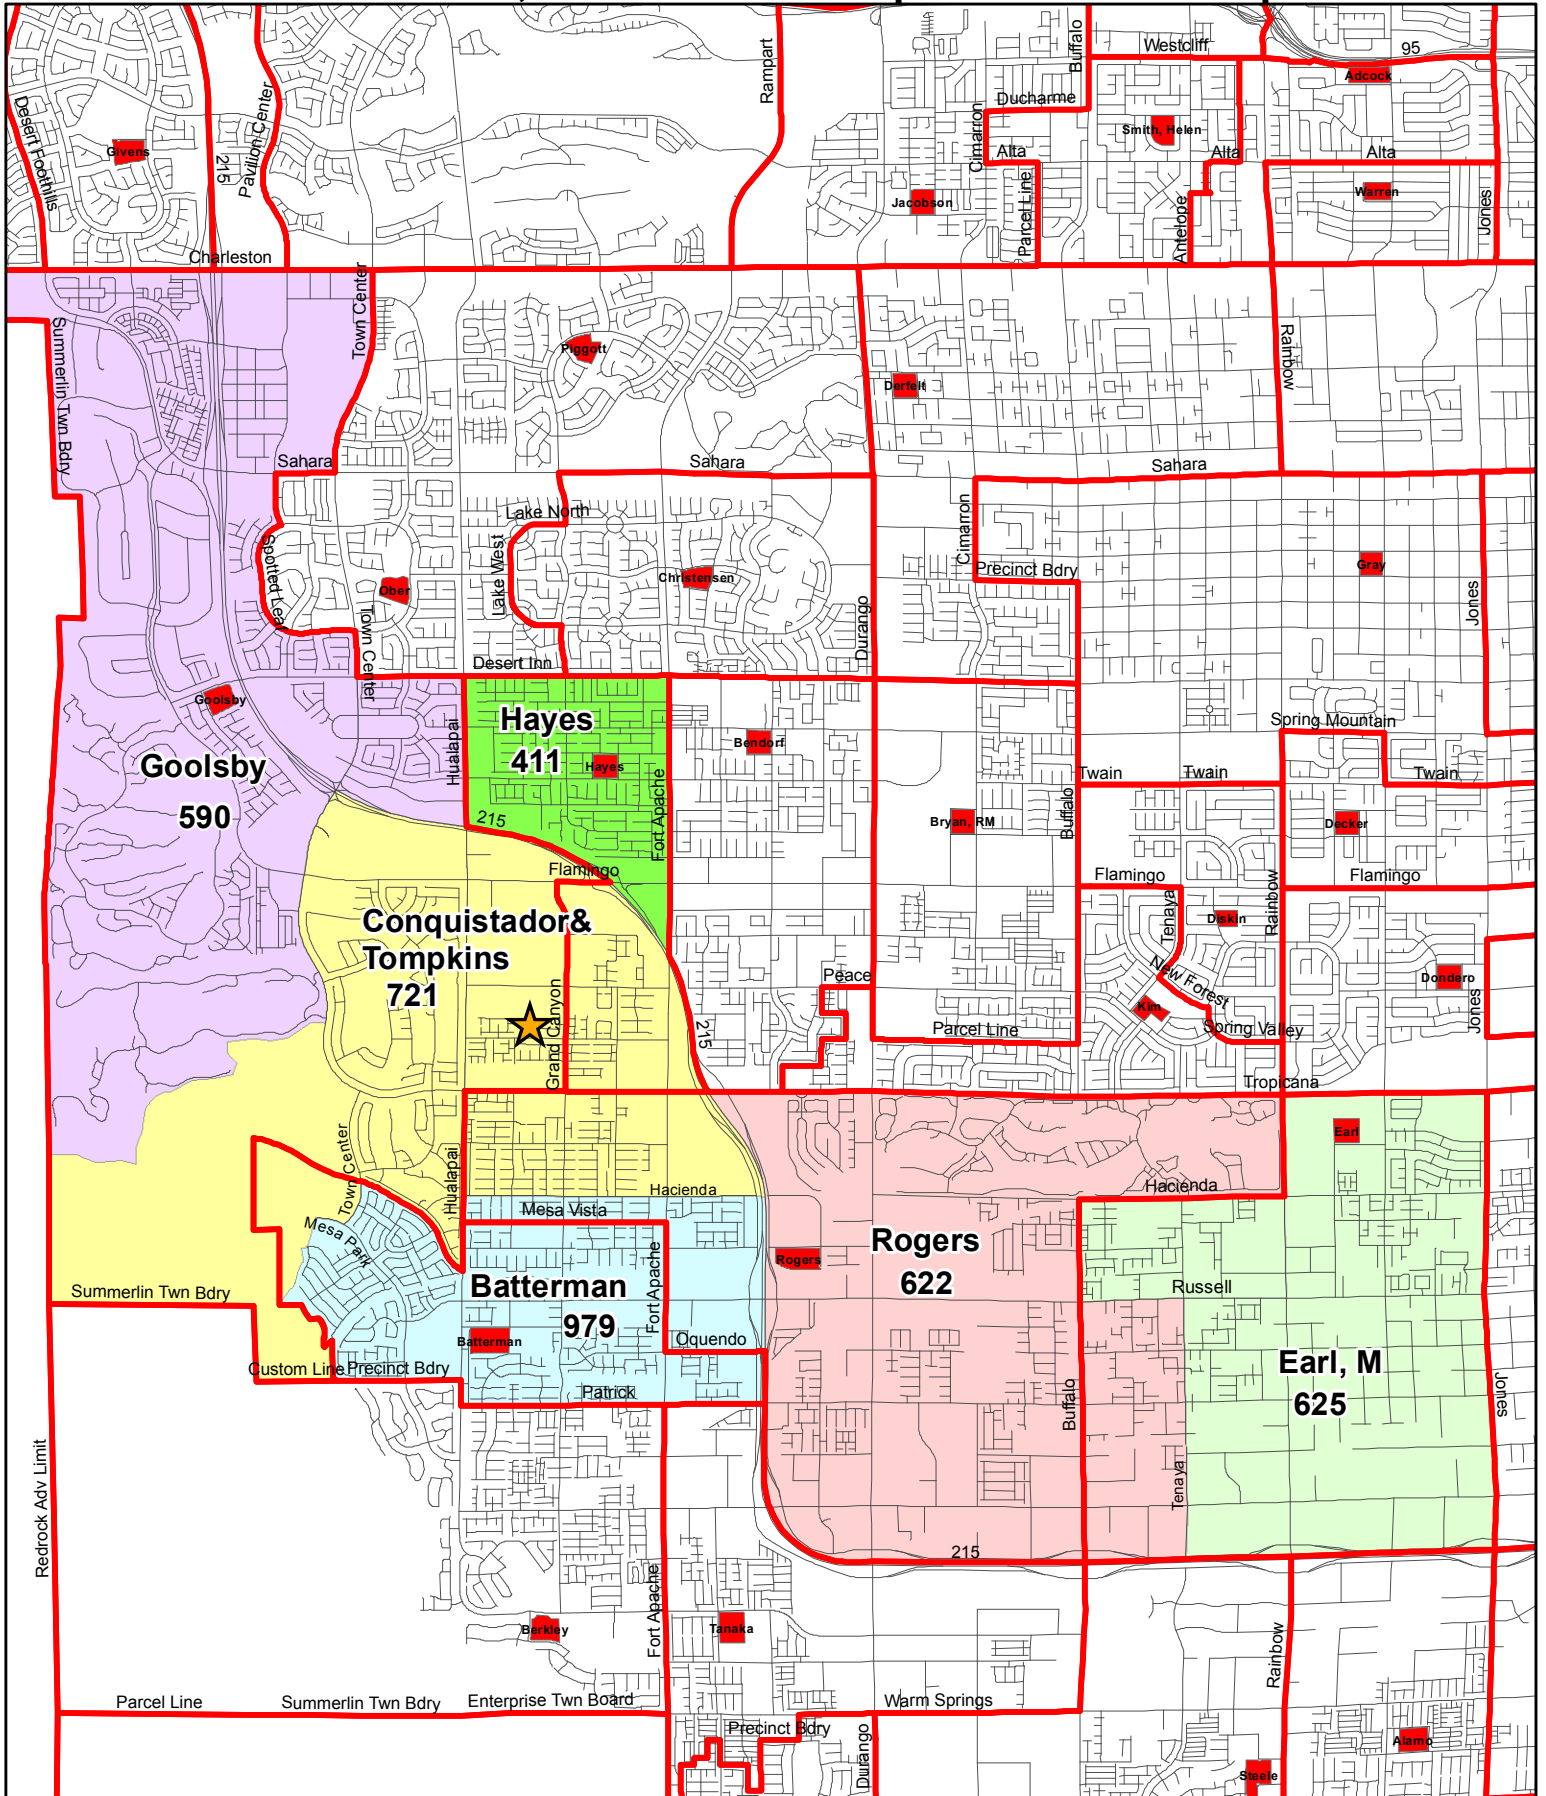 Westcliff
95
Buffalo
Rampart
Adcock
Desert Foothills
Pavilion Center
Ducharme
Cimarron
Smith, Helen
Givens
215
Alta
Alta
Alta
Parcel Line
Jacobson
Antelope
Warren
Jones
Charleston
Town Center
Summerlin Twn Bdry
Piggott
Rainbow
Derfelt
Sahara
Sahara
Sahara
Lake North
Cimarron
Spotted Leaf
Lake West
Precinct Bdry
Gray
Christensen
Ober
Town Center
Durango
Jones
Desert Inn
Goolsby
Hayes
411
Hayes
Hualapai
Bendorf
Spring Mountain
Goolsby
590
Twain
Twain
Twain
215
Fort Apache
Bryan, RM
Buffalo
Decker
Flamingo
Flamingo
Flamingo
Conquistador&
Tompkins
721
Tenaya
Diskin
Rainbow
New Forest
Peace
Dondero
Grand Canyon
215
Kim
Parcel Line
Spring Valley
Jones
Tropicana
Earl
Town Center
Hualapai
Hacienda
Hacienda
Mesa Vista
Mesa Park
Rogers
622
Rogers
Batterman
979
Fort Apache
Russell
Summerlin Twn Bdry
Batterman
Oquendo
Custom Line
Precinct Bdry
Patrick
Earl, M
625
Buffalo
Jones
Tenaya
Redrock Adv Limit
215
Fort Apache
Berkley
Tanaka
Rainbow
Parcel Line
Summerlin Twn Bdry
Enterprise Twn Board
Warm Springs
Precinct Bdry
Durango
Alamo
Steele